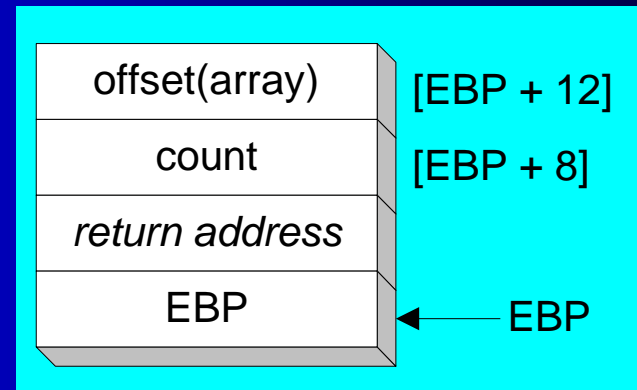 offset(array) [EBP + 12]
count [EBP + 8]
return address
EBP EBP